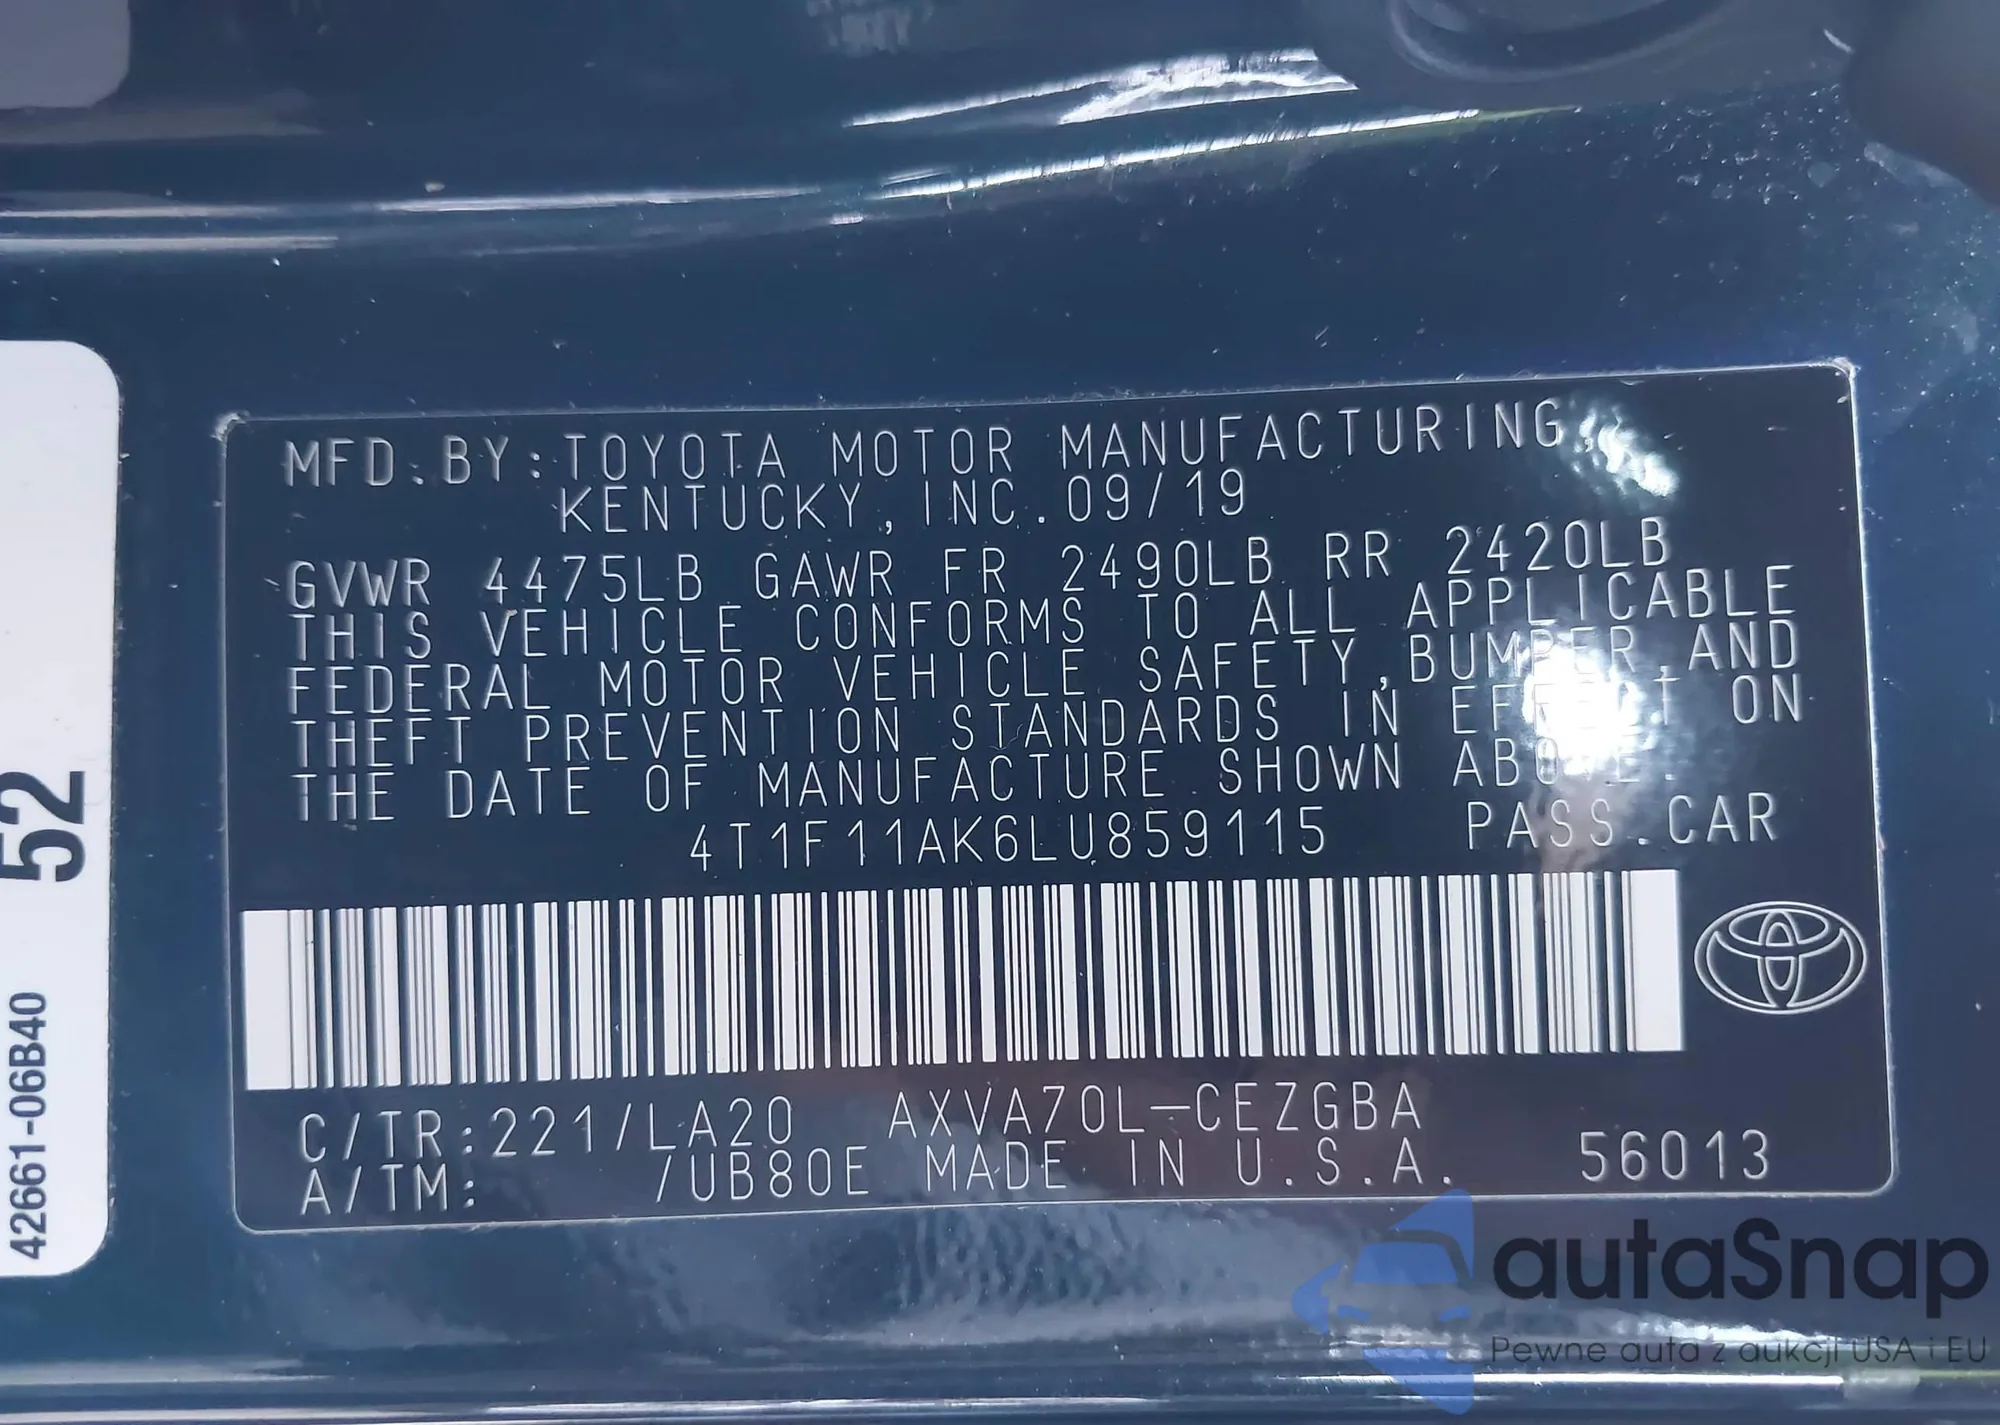 MFD.BY:TOYOTA MOTOR MANUFACTURING,
KENTUCKY, INC. 09/19
GVWR 4475LB GAWR FR 2490LB RR 2420LB
THIS VEHICLE CONFORMS TO ALL APPLICABLE
FEDERAL MOTOR VEHICLE SAFETY, BUMPER, AND
THEFT PREVENTION STANDARDS IN EFFECT ON
THE DATE OF MANUFACTURE SHOWN ABOVE.
4T1F11AK6LU859115 PASS.CAR
C/TR:221/LA20 AXVA70L-CEZGBA
A/TM: /UB80E MADE IN U.S.A. 56013
52
42661-06B40
autaSnap
Pewne auta z aukcji USA i EU